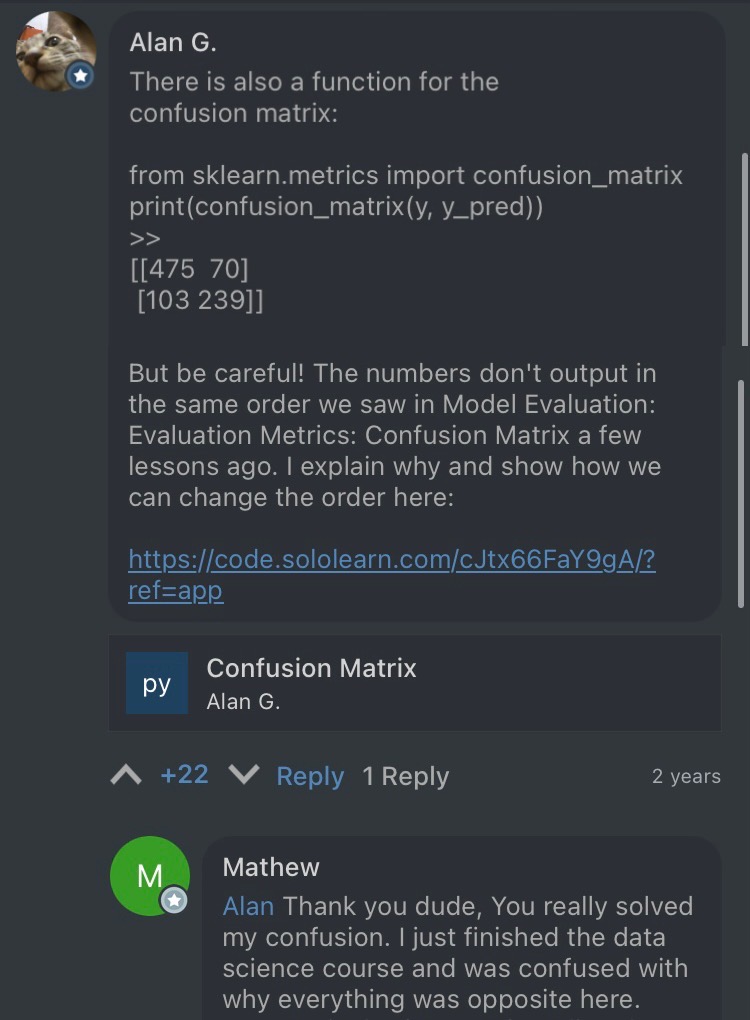 Alan G.
There is also a function for the
confusion matrix:
from sklearn.metrics import confusion_matrix
print(confusion_matrix(y, y_pred))
>>
[[475  70]
 [103 239]]
But be careful! The numbers don't output in
the same order we saw in Model Evaluation:
Evaluation Metrics: Confusion Matrix a few
lessons ago. I explain why and show how we
can change the order here:
https://code.sololearn.com/cJtx66FaY9gA/?
ref=app
py
Confusion Matrix
Alan G.
+22 Reply 1 Reply 2 years
M
Mathew
Alan Thank you dude, You really solved
my confusion. I just finished the data
science course and was confused with
why everything was opposite here.